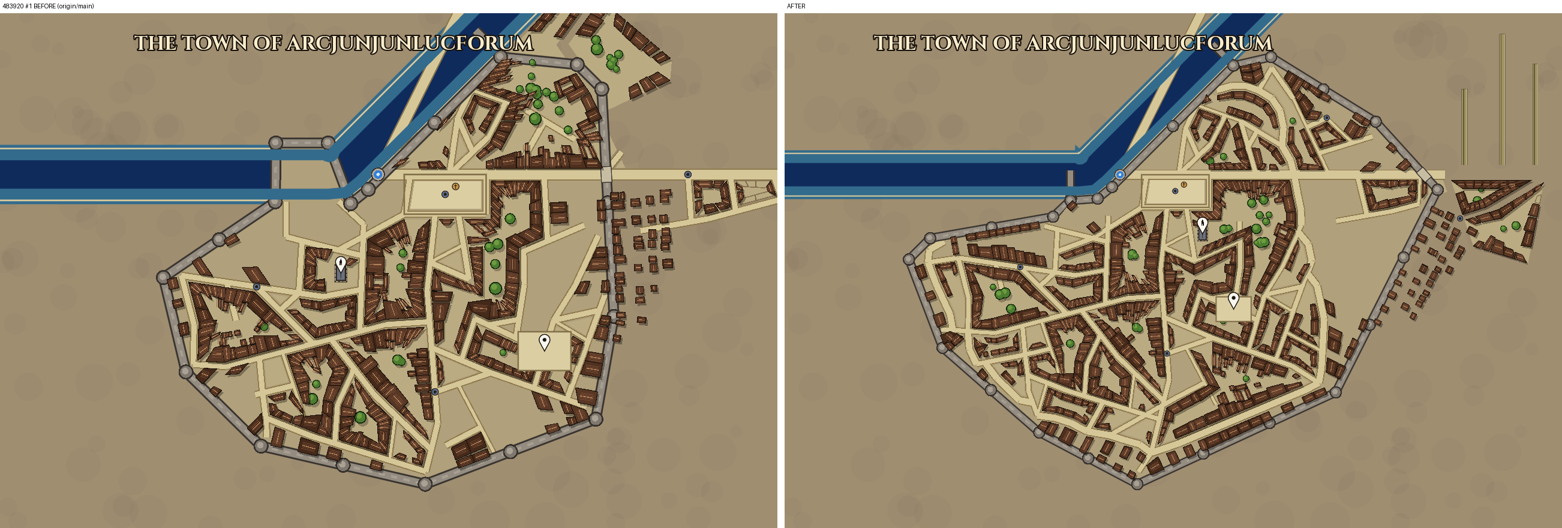 483920 #1 BEFORE (origin/main)
AFTER
THE TOWN OF ARCJUNJUNLUCFORUM
THE TOWN OF ARCJUNJUNLUCFORUM